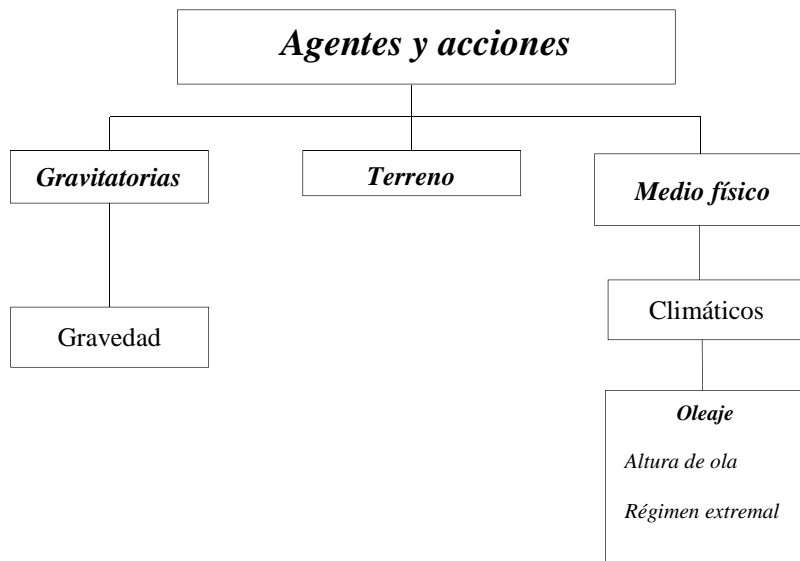 Agentes y acciones
Gravitatorias
Terreno
Medio físico
Gravedad
Climáticos
Oleaje
Altura de ola
Régimen extremal